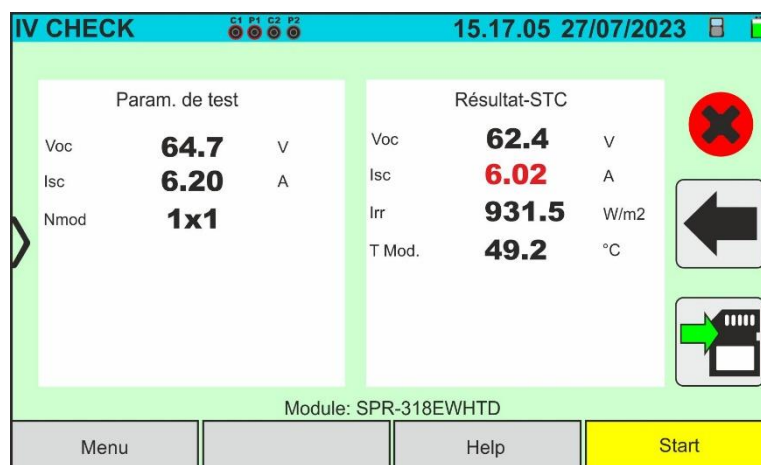 IV CHECK
C1 P1 C2 P2
15.17.05 27/07/2023
Param. de test
Voc 64.7 V
Isc 6.20 A
Nmod 1x1
Résultat-STC
Voc 62.4 V
Isc 6.02 A
Irr 931.5 W/m2
T Mod. 49.2 °C
Module: SPR-318EWHTD
Menu
Help
Start